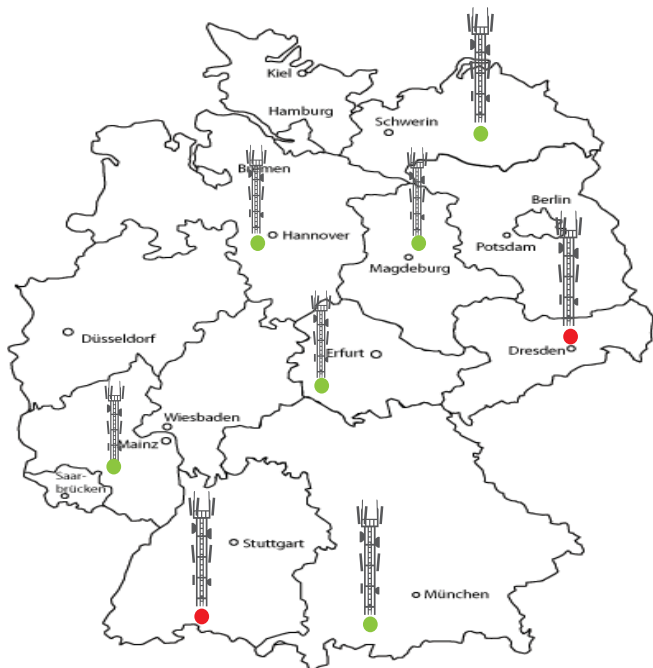 Kiel
Hamburg
Schwerin
Bremen
Berlin
Hannover
Potsdam
Magdeburg
Düsseldorf
Erfurt
Dresden
Wiesbaden
Mainz
Saar-
brücken
Stuttgart
München